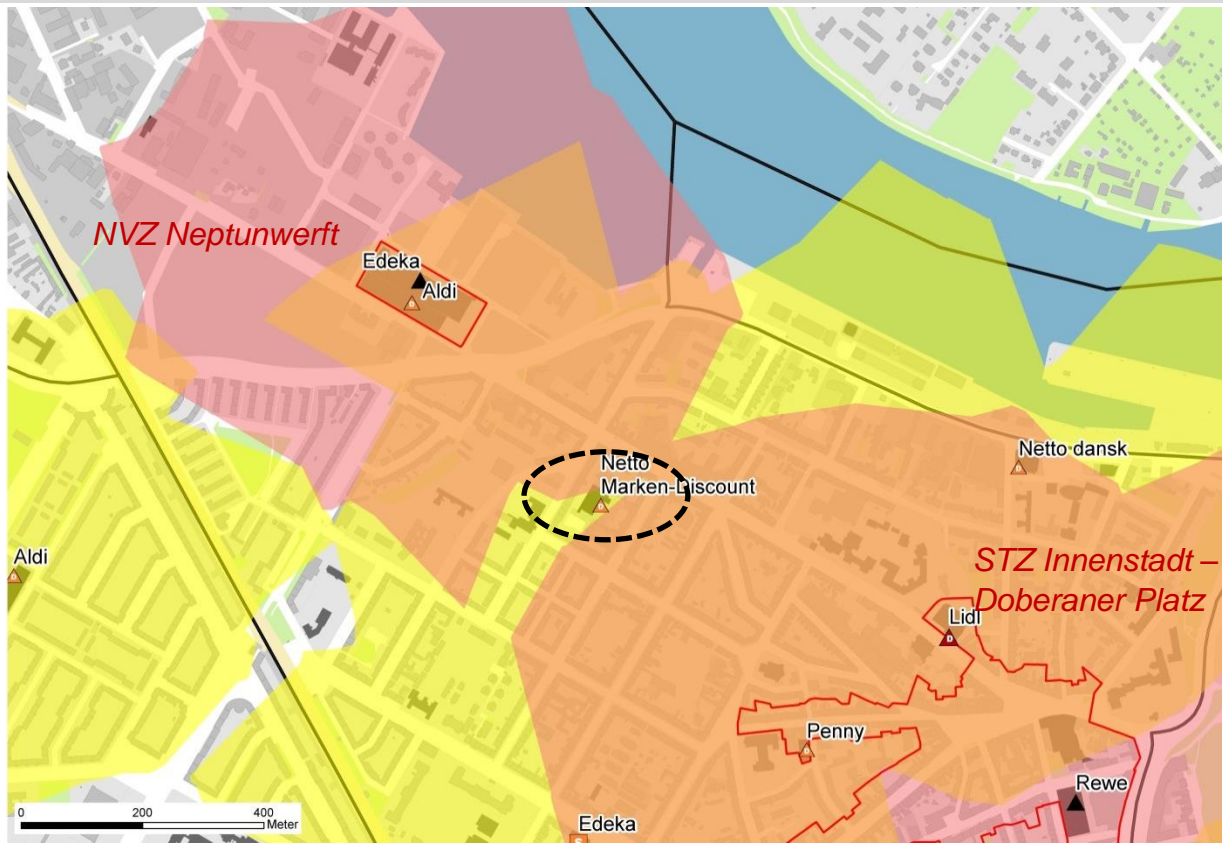 NVZ Neptunwerft
Edeka
Aldi
Netto dansk
Netto
Marken-Discount
Aldi
STZ Innenstadt –
Doberaner Platz
Lidl
D
Penny
Rewe
0 200 400
Meter
Edeka
S